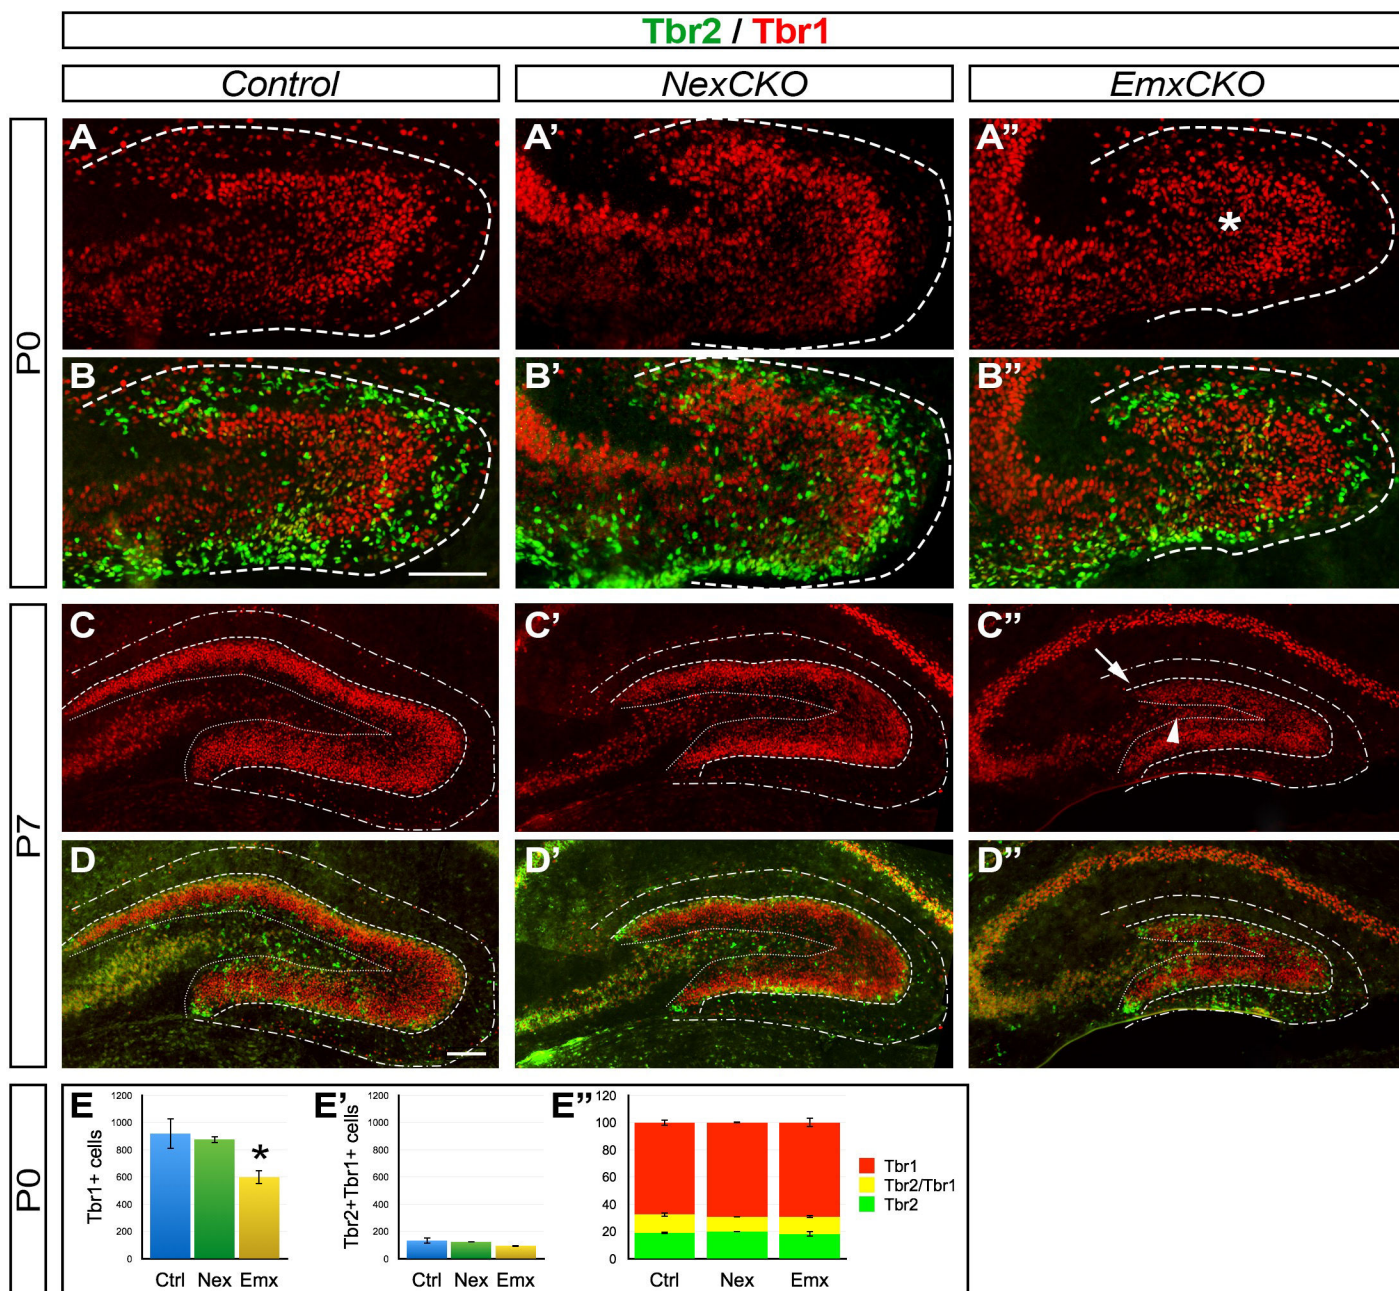 Tbr2 / Tbr1
Control NexCKO EmxCKO
P0
A A' A"
*
B B' B"
P7
C C' C"
D D' D"
P0
E
Tbr1+ cells
1200
1000
800
600
400
200
0
*
Ctrl Nex Emx
E'
Tbr2+Tbr1+ cells
1200
1000
800
600
400
200
0
Ctrl Nex Emx
E"
120
100
80
60
40
20
0
Ctrl Nex Emx
Tbr1
Tbr2/Tbr1
Tbr2